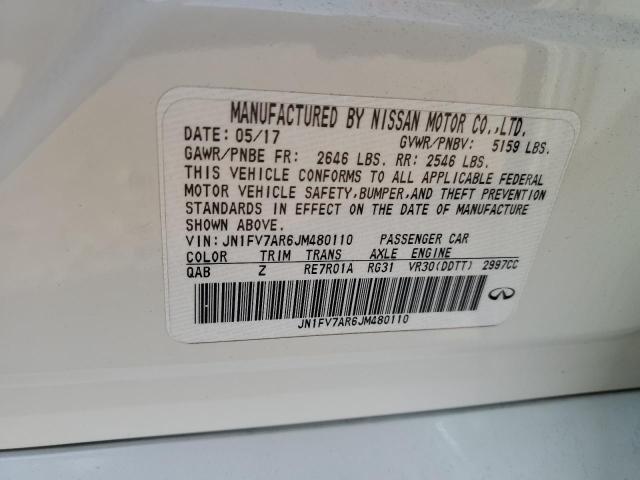 MANUFACTURED BY NISSAN MOTOR CO.,LTD.
DATE: 05/17 GVWR/PNBV: 5159 LBS.
GAWR/PNBE FR: 2646 LBS. RR: 2546 LBS.
THIS VEHICLE CONFORMS TO ALL APPLICABLE FEDERAL
MOTOR VEHICLE SAFETY,BUMPER,AND THEFT PREVENTION
STANDARDS IN EFFECT ON THE DATE OF MANUFACTURE
SHOWN ABOVE.
VIN: JN1FV7AR6JM480110 PASSENGER CAR
COLOR TRIM TRANS AXLE ENGINE
QAB Z RE7R01A RG31 VR30(DDTT) 2997CC
JN1FV7AR6JM480110